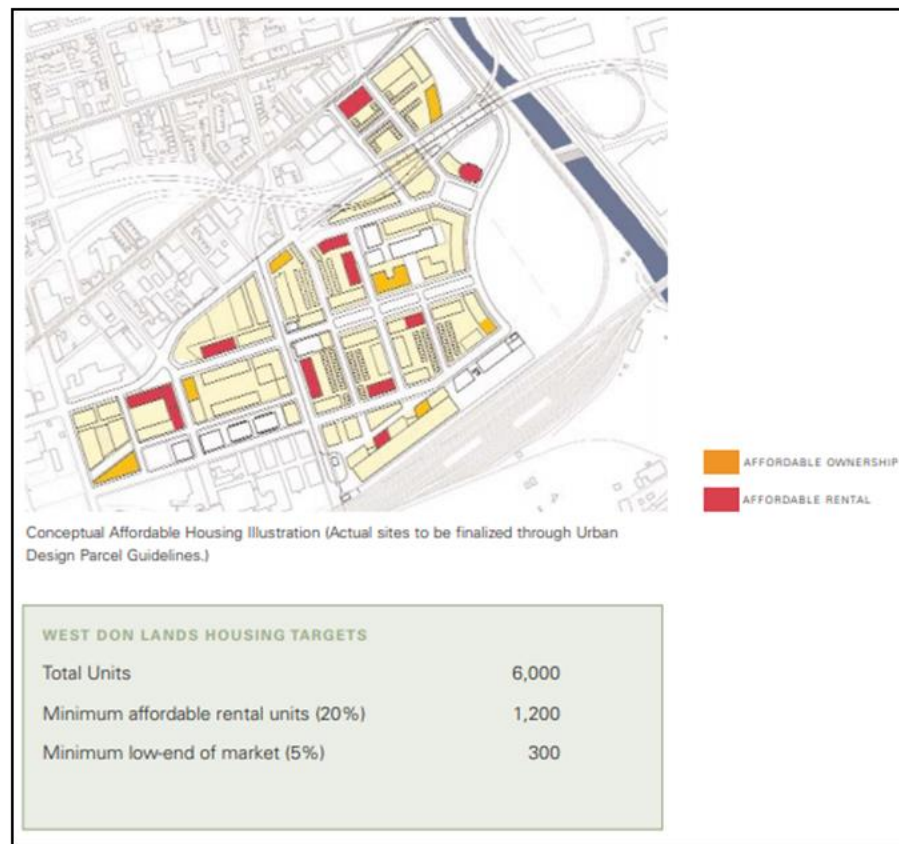 AFFORDABLE OWNERSHIP
AFFORDABLE RENTAL
Conceptual Affordable Housing Illustration (Actual sites to be finalized through Urban
Design Parcel Guidelines.)
WEST DON LANDS HOUSING TARGETS
Total Units 6,000
Minimum affordable rental units (20%) 1,200
Minimum low-end of market (5%) 300